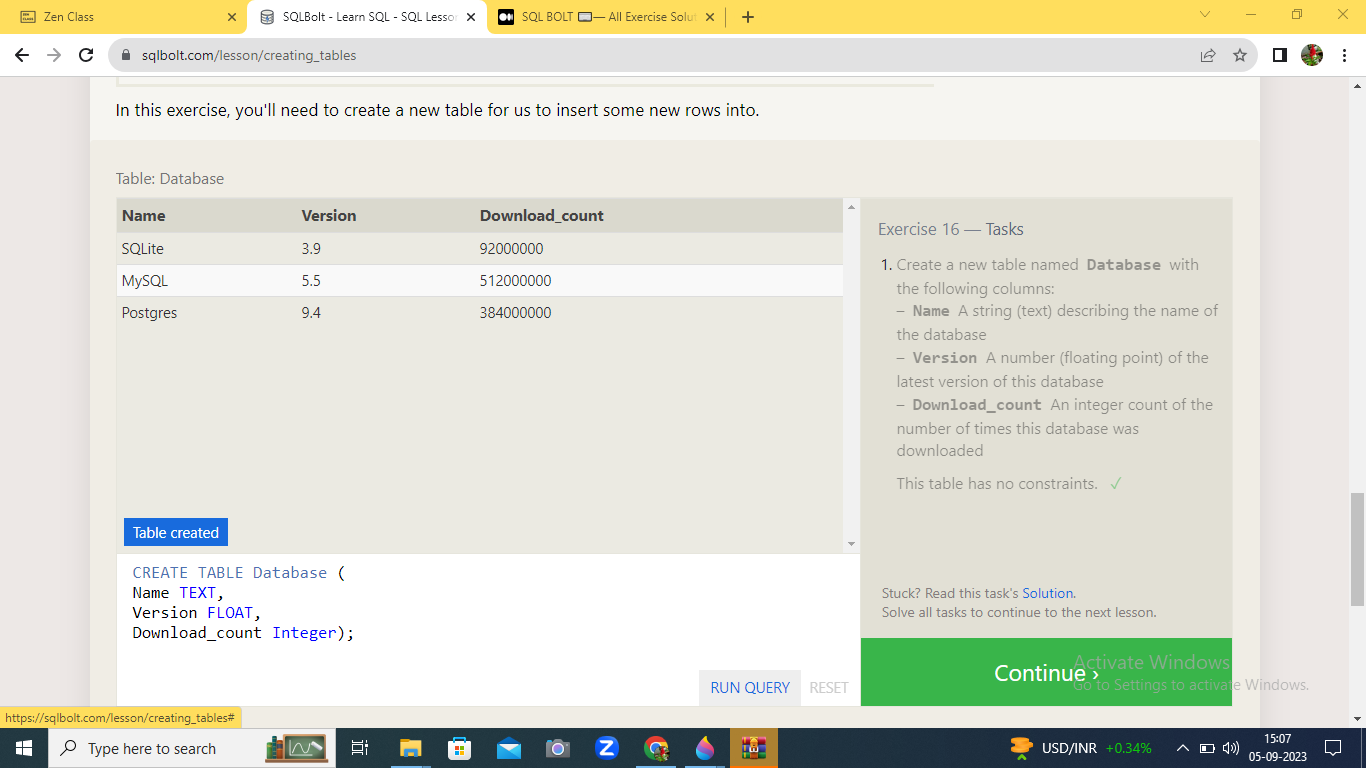 Zen Class
SQLBolt - Learn SQL - SQL Lesson
SQL BOLT — All Exercise Solut
sqlbolt.com/lesson/creating_tables
In this exercise, you'll need to create a new table for us to insert some new rows into.
Table: Database
Name Version Download_count
SQLite 3.9 92000000
MySQL 5.5 512000000
Postgres 9.4 384000000
Table created
CREATE TABLE Database (
Name TEXT,
Version FLOAT,
Download_count Integer);
RUN QUERY RESET
Exercise 16 — Tasks
1. Create a new table named Database with
the following columns:
– Name A string (text) describing the name of
the database
– Version A number (floating point) of the
latest version of this database
– Download_count An integer count of the
number of times this database was
downloaded
This table has no constraints. ✓
Stuck? Read this task's Solution.
Solve all tasks to continue to the next lesson.
Continue ›
Activate Windows
Go to Settings to activate Windows.
https://sqlbolt.com/lesson/creating_tables#
Type here to search
USD/INR +0.34%
15:07
05-09-2023